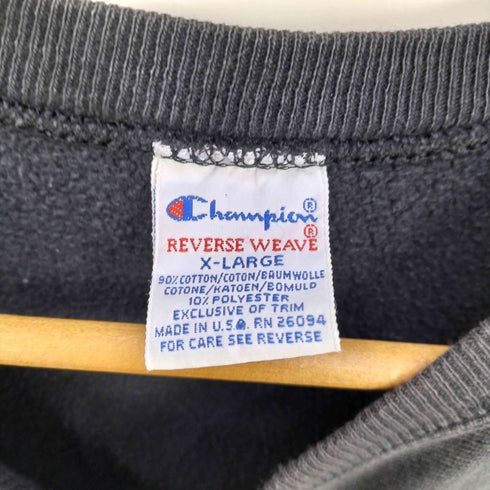 Champion®
REVERSE WEAVE®
X-LARGE
90% COTTON/COTON/BAUMWOLLE
COTONE/KATOEN/BOMULD
10% POLYESTER
EXCLUSIVE OF TRIM
MADE IN U.S.A. RN 26094
FOR CARE SEE REVERSE